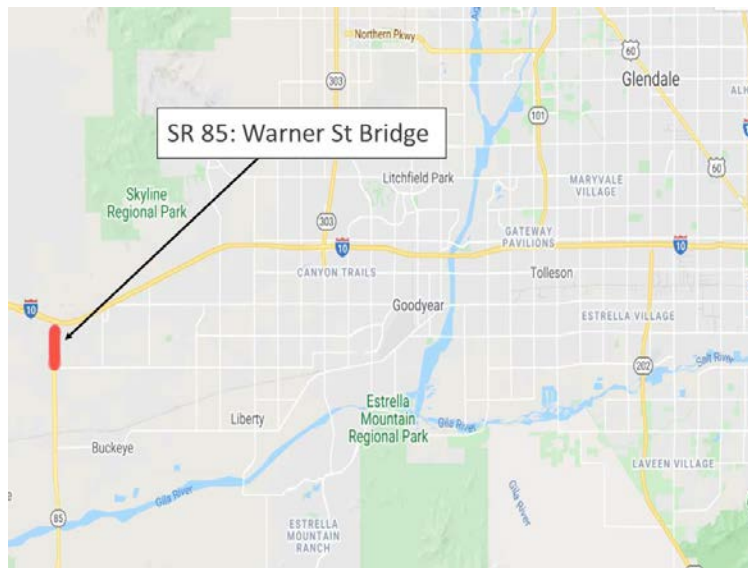 Northern Pkwy
60
Glendale
303
ALH
101
SR 85: Warner St Bridge
Litchfield Park
MARYVALE
VILLAGE
60
Skyline
Regional Park
303
GATEWAY
PAVILIONS
10
10
CANYON TRAILS
Tolleson
10
Goodyear
ESTRELLA VILLAGE
Salt River
202
Estrella
Mountain
Regional Park
Liberty
Gila River
Buckeye
LAVEEN VILLAGE
Gila River
Gila River
85
ESTRELLA
MOUNTAIN
RANCH